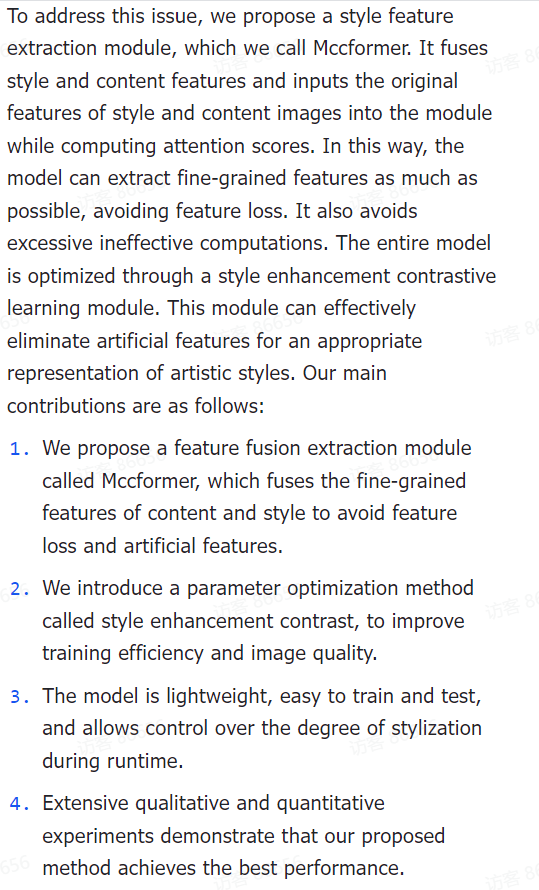 To address this issue, we propose a style feature
extraction module, which we call Mccformer. It fuses
style and content features and inputs the original
features of style and content images into the module
while computing attention scores. In this way, the
model can extract fine-grained features as much as
possible, avoiding feature loss. It also avoids
excessive ineffective computations. The entire model
is optimized through a style enhancement contrastive
learning module. This module can effectively
eliminate artificial features for an appropriate
representation of artistic styles. Our main
contributions are as follows:
1. We propose a feature fusion extraction module
called Mccformer, which fuses the fine-grained
features of content and style to avoid feature
loss and artificial features.
2. We introduce a parameter optimization method
called style enhancement contrast, to improve
training efficiency and image quality.
3. The model is lightweight, easy to train and test,
and allows control over the degree of stylization
during runtime.
4. Extensive qualitative and quantitative
experiments demonstrate that our proposed
method achieves the best performance.